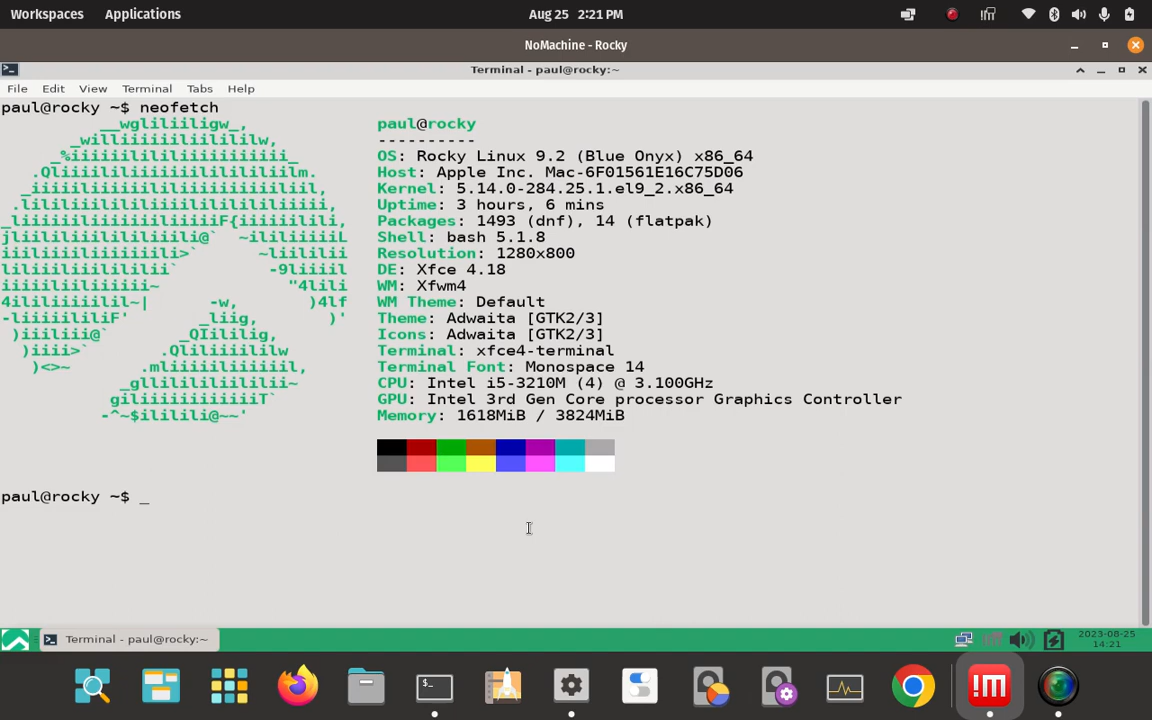 Workspaces Applications Aug 25 2:21 PM
NoMachine - Rocky
Terminal - paul@rocky:~
File Edit View Terminal Tabs Help
paul@rocky ~$ neofetch
paul@rocky
----------
OS: Rocky Linux 9.2 (Blue Onyx) x86_64
Host: Apple Inc. Mac-6F01561E16C75D06
Kernel: 5.14.0-284.25.1.el9_2.x86_64
Uptime: 3 hours, 6 mins
Packages: 1493 (dnf), 14 (flatpak)
Shell: bash 5.1.8
Resolution: 1280x800
DE: Xfce 4.18
WM: Xfwm4
WM Theme: Default
Theme: Adwaita [GTK2/3]
Icons: Adwaita [GTK2/3]
Terminal: xfce4-terminal
Terminal Font: Monospace 14
CPU: Intel i5-3210M (4) @ 3.100GHz
GPU: Intel 3rd Gen Core processor Graphics Controller
Memory: 1618MiB / 3824MiB
paul@rocky ~$ _
Terminal - paul@rocky:~
2023-08-25
14:21